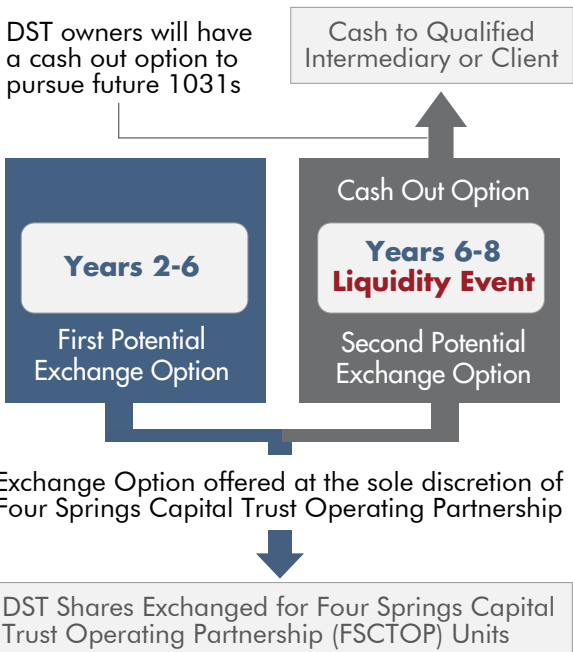 DST owners will have
a cash out option to
pursue future 1031s
Cash to Qualified
Intermediary or Client
Years 2-6
First Potential
Exchange Option
Cash Out Option
Years 6-8
Liquidity Event
Second Potential
Exchange Option
Exchange Option offered at the sole discretion of
Four Springs Capital Trust Operating Partnership
DST Shares Exchanged for Four Springs Capital
Trust Operating Partnership (FSCTOP) Units